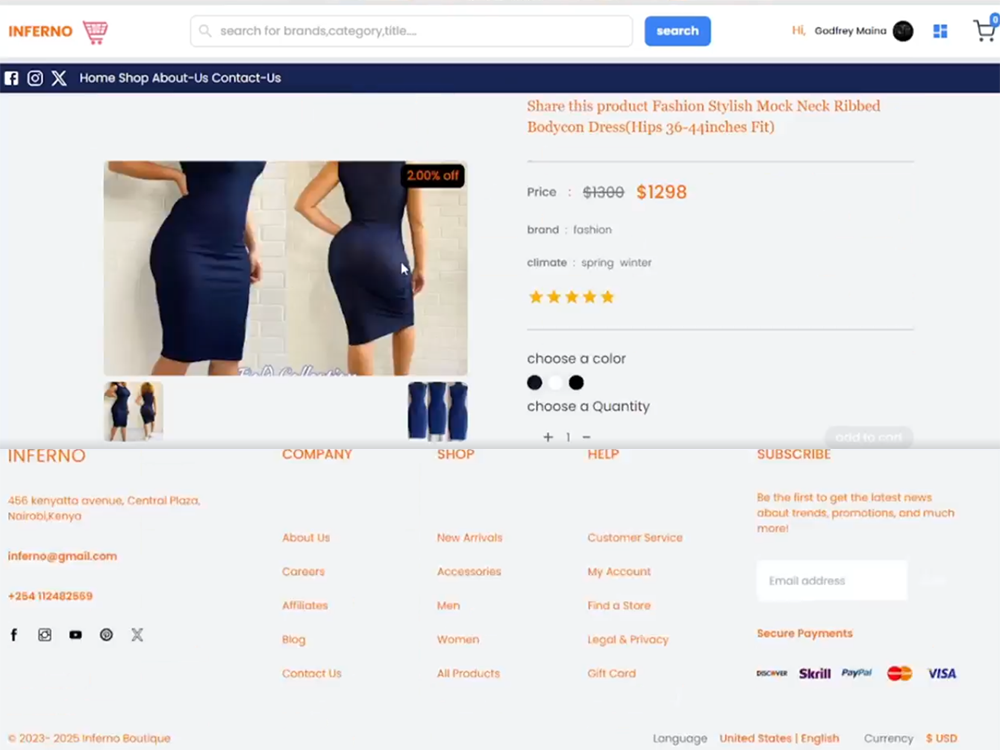 INFERNO
search for brands,category,title....
search
Hi, Godfrey Maina
0
Home Shop About-Us Contact-Us
Share this product Fashion Stylish Mock Neck Ribbed
Bodycon Dress(Hips 36-44inches Fit)
2.00% off
Price : $1300 $1298
brand : fashion
climate : spring winter
choose a color
choose a Quantity
+ 1 −
add to cart
INFERNO
456 kenyatta avenue, Central Plaza,
Nairobi,Kenya
inferno@gmail.com
+254 112482559
COMPANY
About Us
Careers
Affiliates
Blog
Contact Us
SHOP
New Arrivals
Accessories
Men
Women
All Products
HELP
Customer Service
My Account
Find a Store
Legal & Privacy
Gift Card
SUBSCRIBE
Be the first to get the latest news
about trends, promotions, and much
more!
Email address
Secure Payments
DISCOVER Skrill PayPal VISA
© 2023- 2025 Inferno Boutique
Language United States | English Currency $ USD